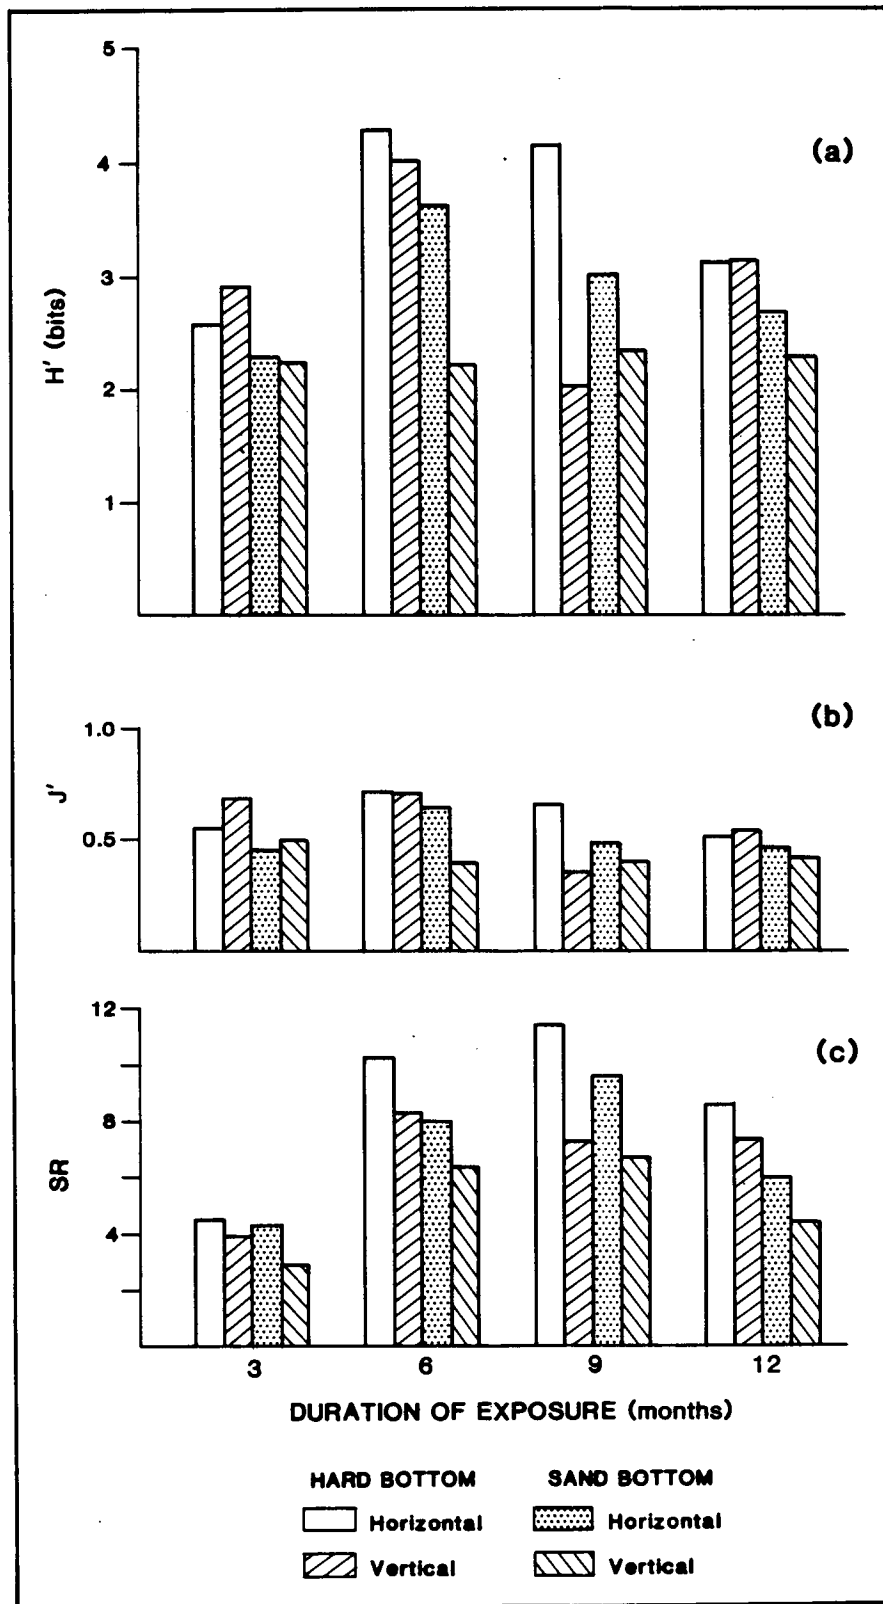 (a)
5
4
3
2
1
H' (bits)
(b)
1.0
0.5
J'
(c)
12
8
4
SR
3 6 9 12
DURATION OF EXPOSURE (months)
HARD BOTTOM SAND BOTTOM
Horizontal Horizontal
Vertical Vertical